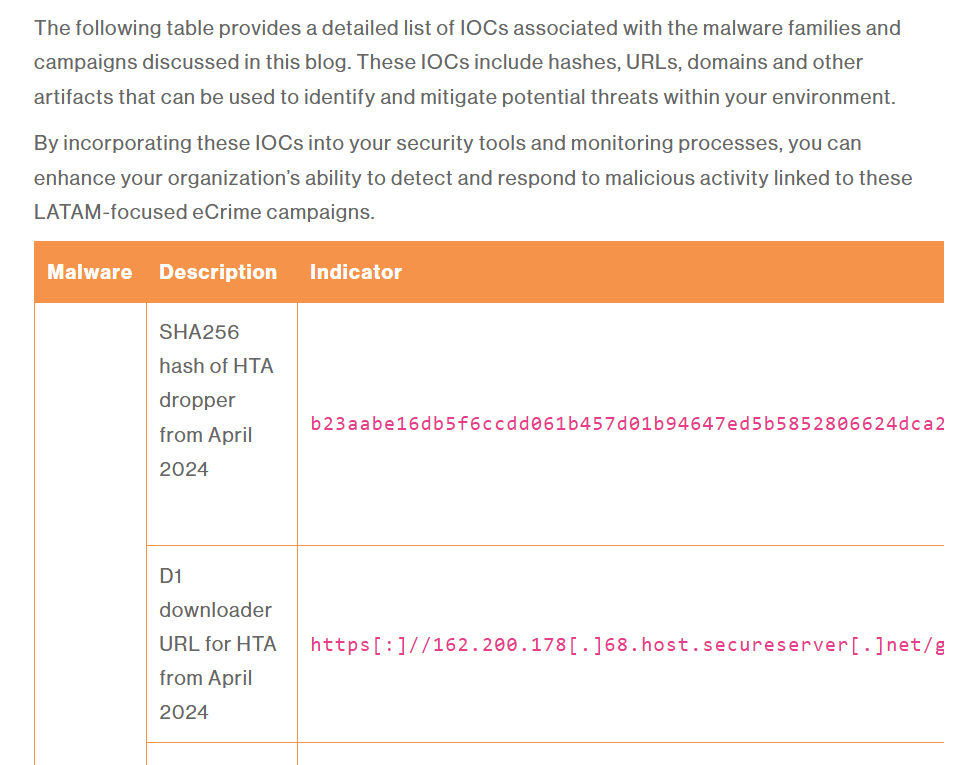 The following table provides a detailed list of IOCs associated with the malware families and
campaigns discussed in this blog. These IOCs include hashes, URLs, domains and other
artifacts that can be used to identify and mitigate potential threats within your environment.
By incorporating these IOCs into your security tools and monitoring processes, you can
enhance your organization’s ability to detect and respond to malicious activity linked to these
LATAM-focused eCrime campaigns.
Malware Description Indicator
SHA256
hash of HTA
dropper
from April
2024
b23aabe16db5f6ccdd061b457d01b94647ed5b5852806624dca2
D1
downloader
URL for HTA
from April
2024
https[:]//162.200.178[.]68.host.secureserver[.]net/g